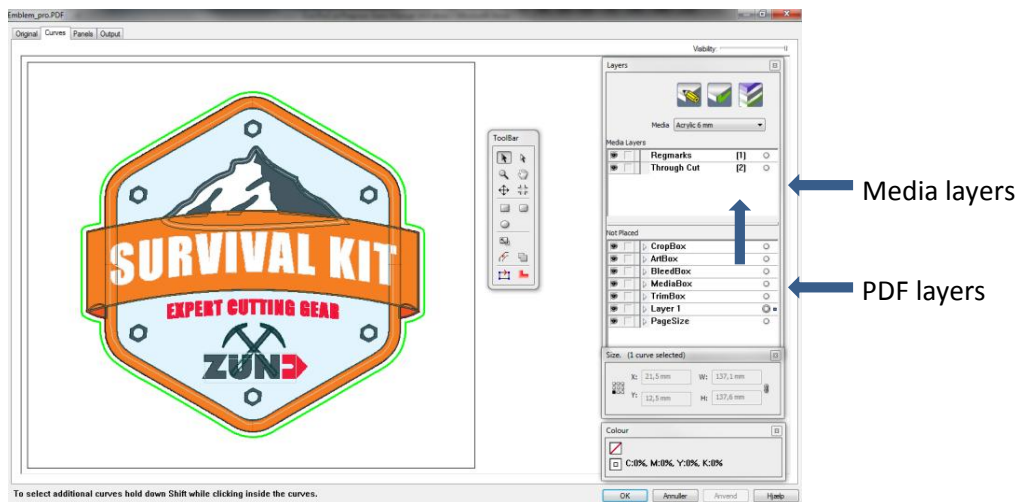 Emblem_pro.PDF
Original Curves Panels Output
Visibility:
Layers
Media Acrylic 6 mm
Media Layers
Regmarks [1]
Through Cut [2]
Media layers
Not Placed
CropBox
ArtBox
BleedBox
MediaBox
TrimBox
Layer 1
PageSize
PDF layers
ToolBar
SURVIVAL KIT
EXPERT CUTTING GEAR
ZÜND
Size. (1 curve selected)
X: 21,5 mm W: 137,1 mm
Y: 12,5 mm H: 137,6 mm
Colour
C:0%, M:0%, Y:0%, K:0%
To select additional curves hold down Shift while clicking inside the curves.
OK Annuller Anvend Hjælp